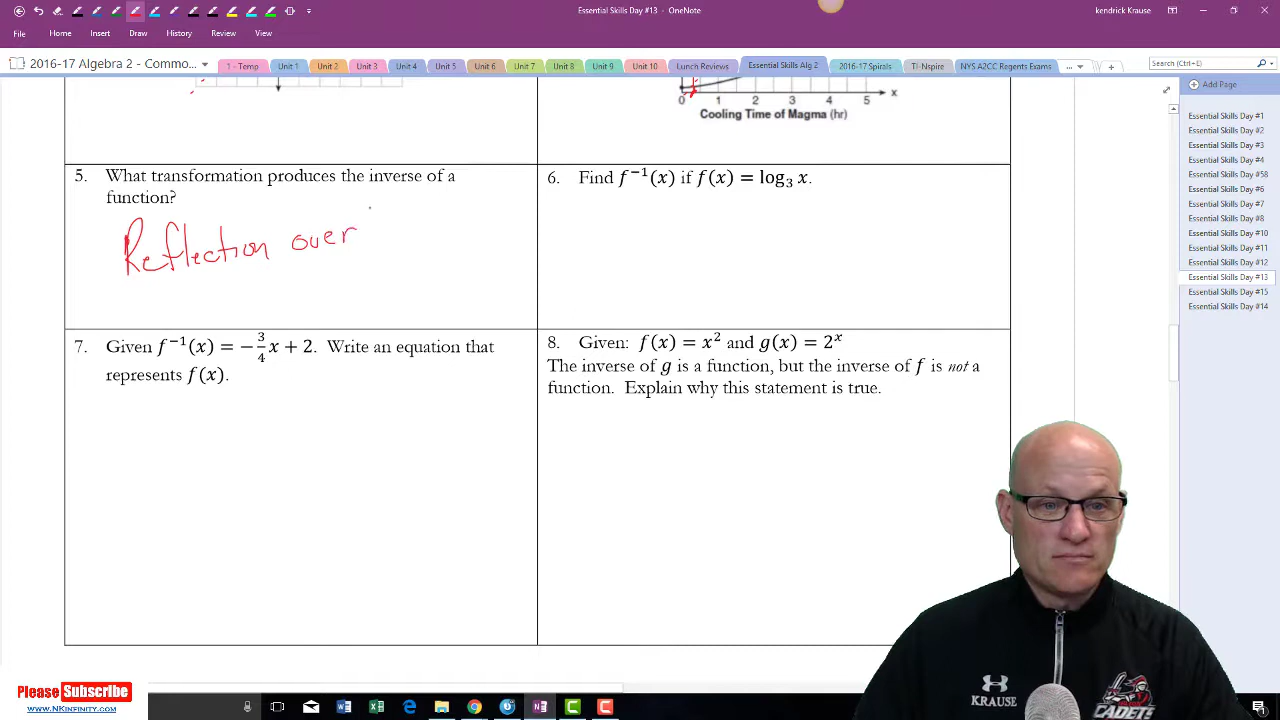 Essential Skills Day #13 - OneNote
kendrick Krause
File Home Insert Draw History Review View
2016-17 Algebra 2 - Commo...
1 - Temp Unit 1 Unit 2 Unit 3 Unit 4 Unit 5 Unit 6 Unit 7 Unit 8 Unit 9 Unit 10 Lunch Reviews Essential Skills Alg 2 2016-17 Spirals TI-Nspire NYS A2CC Regents Exams ...
Search (Ctrl+E)
Add Page
Essential Skills Day #1
Essential Skills Day #2
Essential Skills Day #3
Essential Skills Day #4
Essential Skills Day #58
Essential Skills Day #6
Essential Skills Day #7
Essential Skills Day #8
Essential Skills Day #10
Essential Skills Day #11
Essential Skills Day #12
Essential Skills Day #13
Essential Skills Day #15
Essential Skills Day #14
0 1 2 3 4 5 x
Cooling Time of Magma (hr)
5. What transformation produces the inverse of a
function?
Reflection over
6. Find f⁻¹(x) if f(x) = log₃ x.
7. Given f⁻¹(x) = −3/4x + 2. Write an equation that
represents f(x).
8. Given: f(x) = x² and g(x) = 2ˣ
The inverse of g is a function, but the inverse of f is not a
function. Explain why this statement is true.
KRAUSE
CADETS
Please Subscribe
www.NKinfinity.com